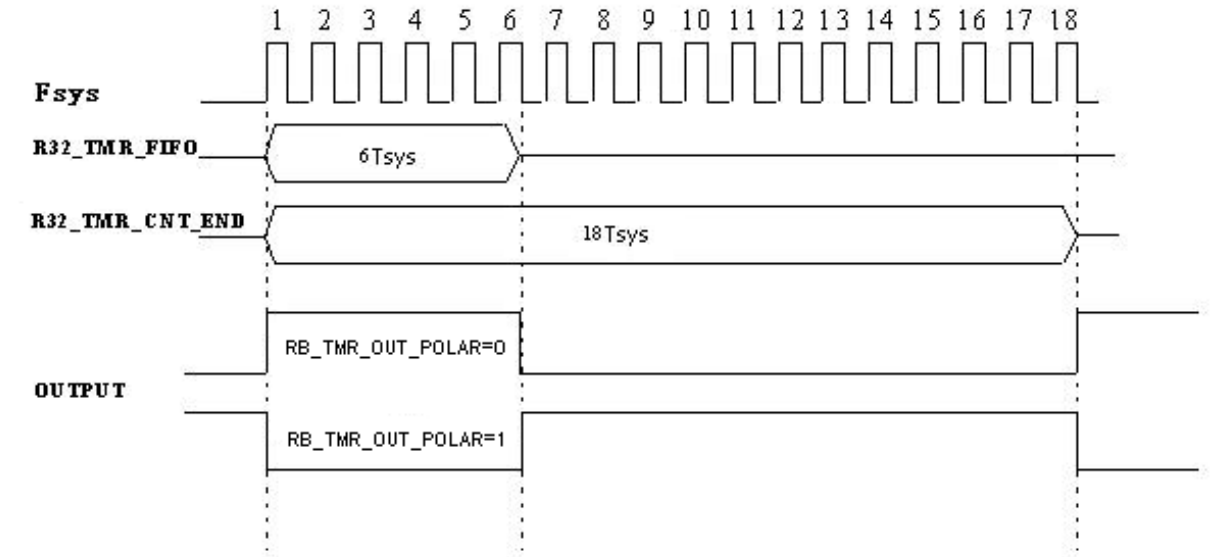 1 2 3 4 5 6 7 8 9 10 11 12 13 14 15 16 17 18
Fsys
R32_TMR_FIFO
6Tsys
R32_TMR_CNT_END
18Tsys
RB_TMR_OUT_POLAR=0
OUTPUT
RB_TMR_OUT_POLAR=1